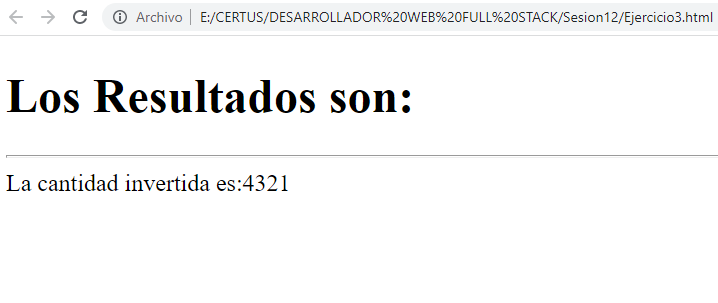 Archivo | E:/CERTUS/DESARROLLADOR%20WEB%20FULL%20STACK/Sesion12/Ejercicio3.html
Los Resultados son:
La cantidad invertida es:4321